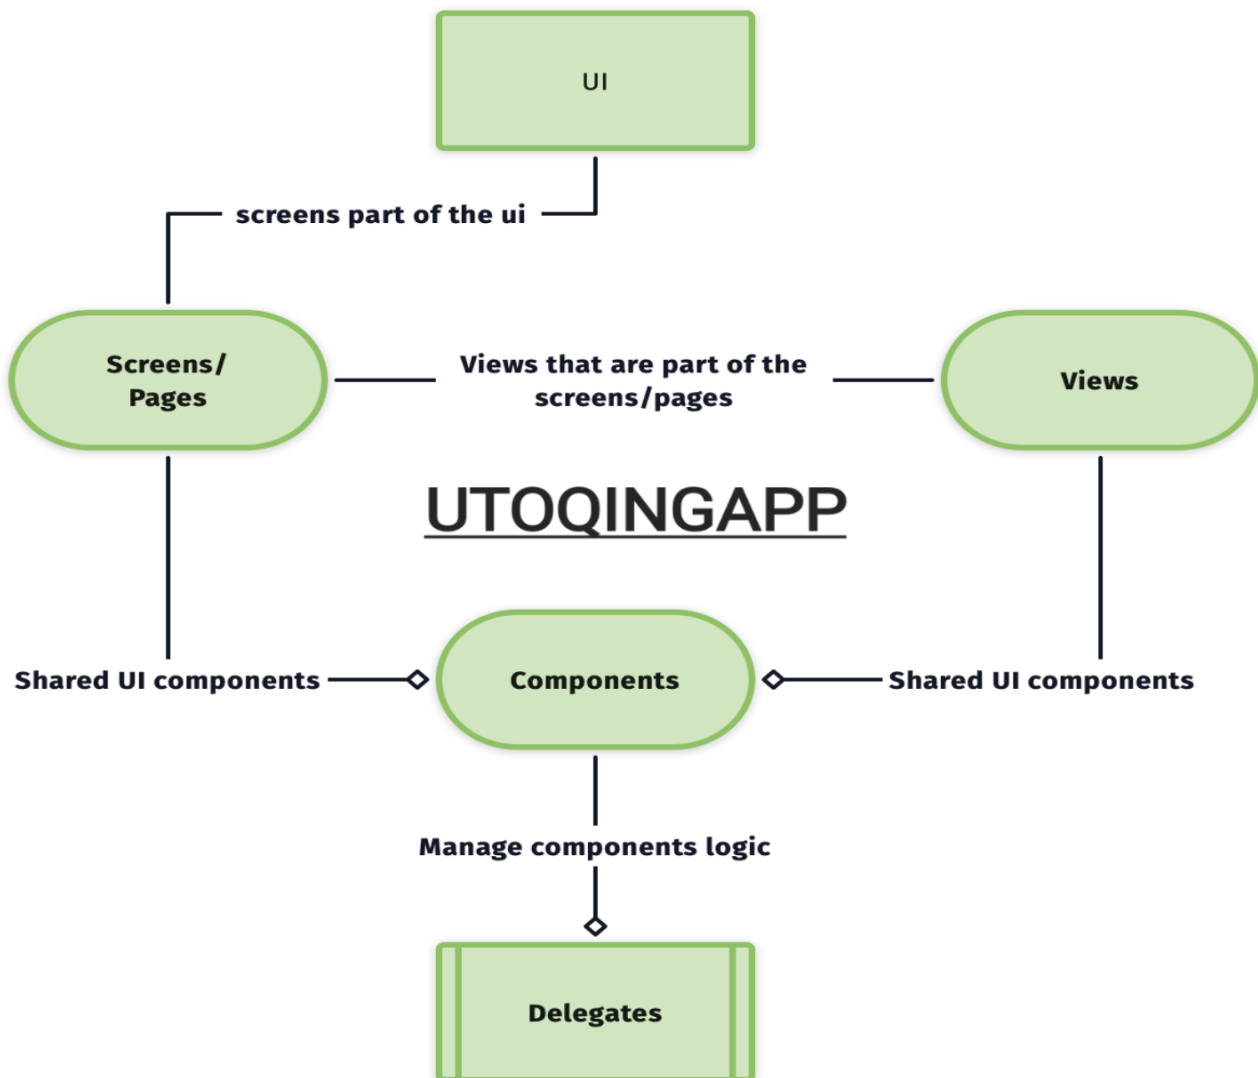 UI
screens part of the ui
Screens/
Pages
Views that are part of the
screens/pages
Views
UTOQINGAPP
Shared UI components
Components
Shared UI components
Manage components logic
Delegates